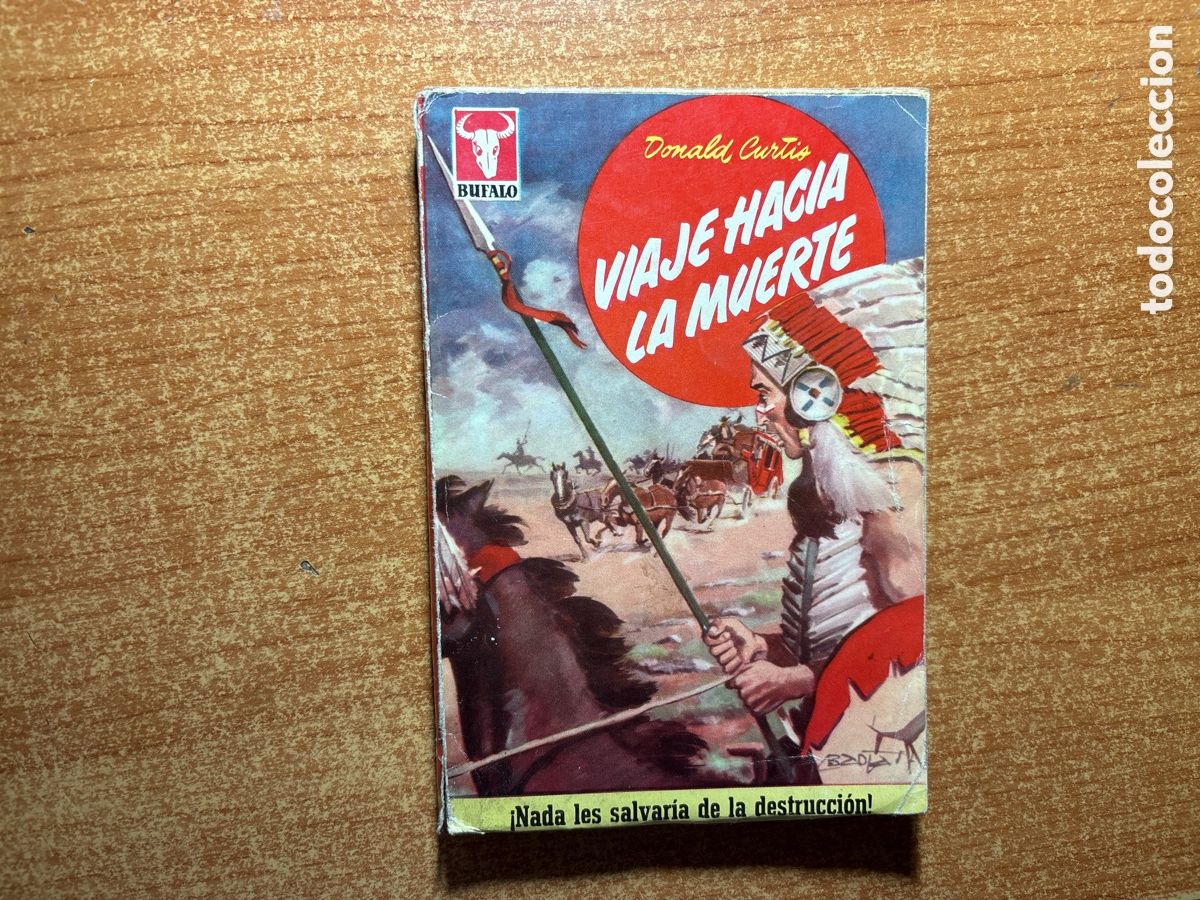 BUFALO
Donald Curtis
VIAJE HACIA
LA MUERTE
¡Nada les salvaría de la destrucción!
todocoleccion